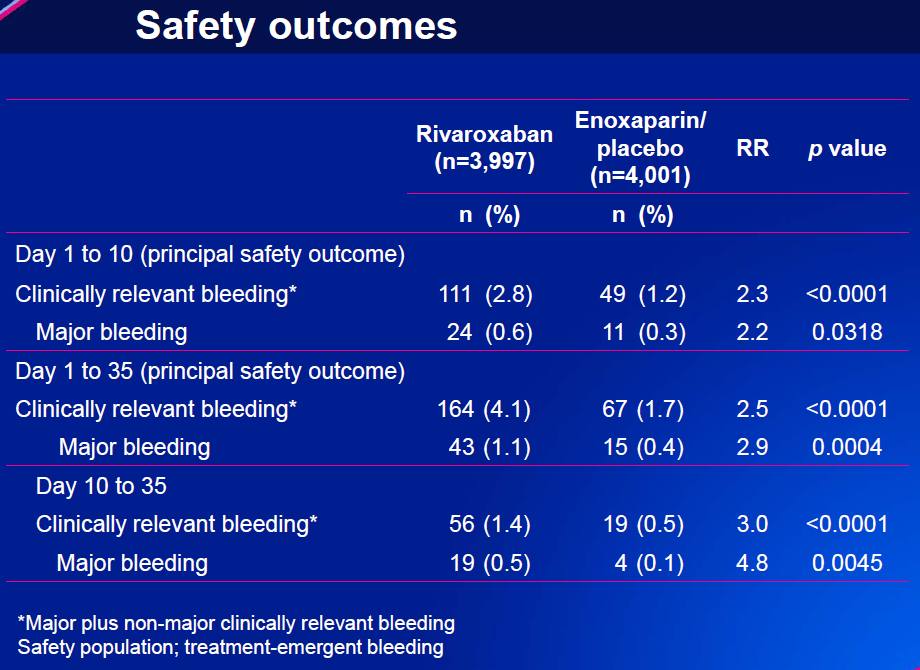 Safety outcomes
Rivaroxaban (n=3,997) Enoxaparin/ placebo (n=4,001) RR p value
n (%) n (%)
Day 1 to 10 (principal safety outcome)
Clinically relevant bleeding* 111 (2.8) 49 (1.2) 2.3 <0.0001
Major bleeding 24 (0.6) 11 (0.3) 2.2 0.0318
Day 1 to 35 (principal safety outcome)
Clinically relevant bleeding* 164 (4.1) 67 (1.7) 2.5 <0.0001
Major bleeding 43 (1.1) 15 (0.4) 2.9 0.0004
Day 10 to 35
Clinically relevant bleeding* 56 (1.4) 19 (0.5) 3.0 <0.0001
Major bleeding 19 (0.5) 4 (0.1) 4.8 0.0045
*Major plus non-major clinically relevant bleeding
Safety population; treatment-emergent bleeding